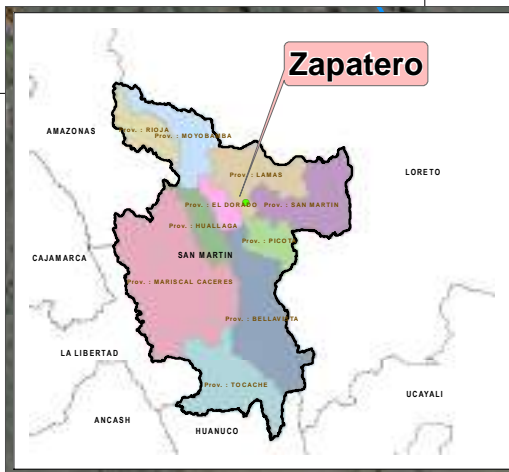 Zapatero
AMAZONAS
Prov. : RIOJA
Prov. : MOYOBAMBA
LORETO
Prov. : LAMAS
Prov. : EL DORADO
Prov. : SAN MARTIN
Prov. : HUALLAGA
Prov. : PICOTA
SAN MARTIN
CAJAMARCA
Prov. : MARISCAL CACERES
Prov. : BELLAVISTA
LA LIBERTAD
Prov. : TOCACHE
UCAYALI
ANCASH
HUANUCO